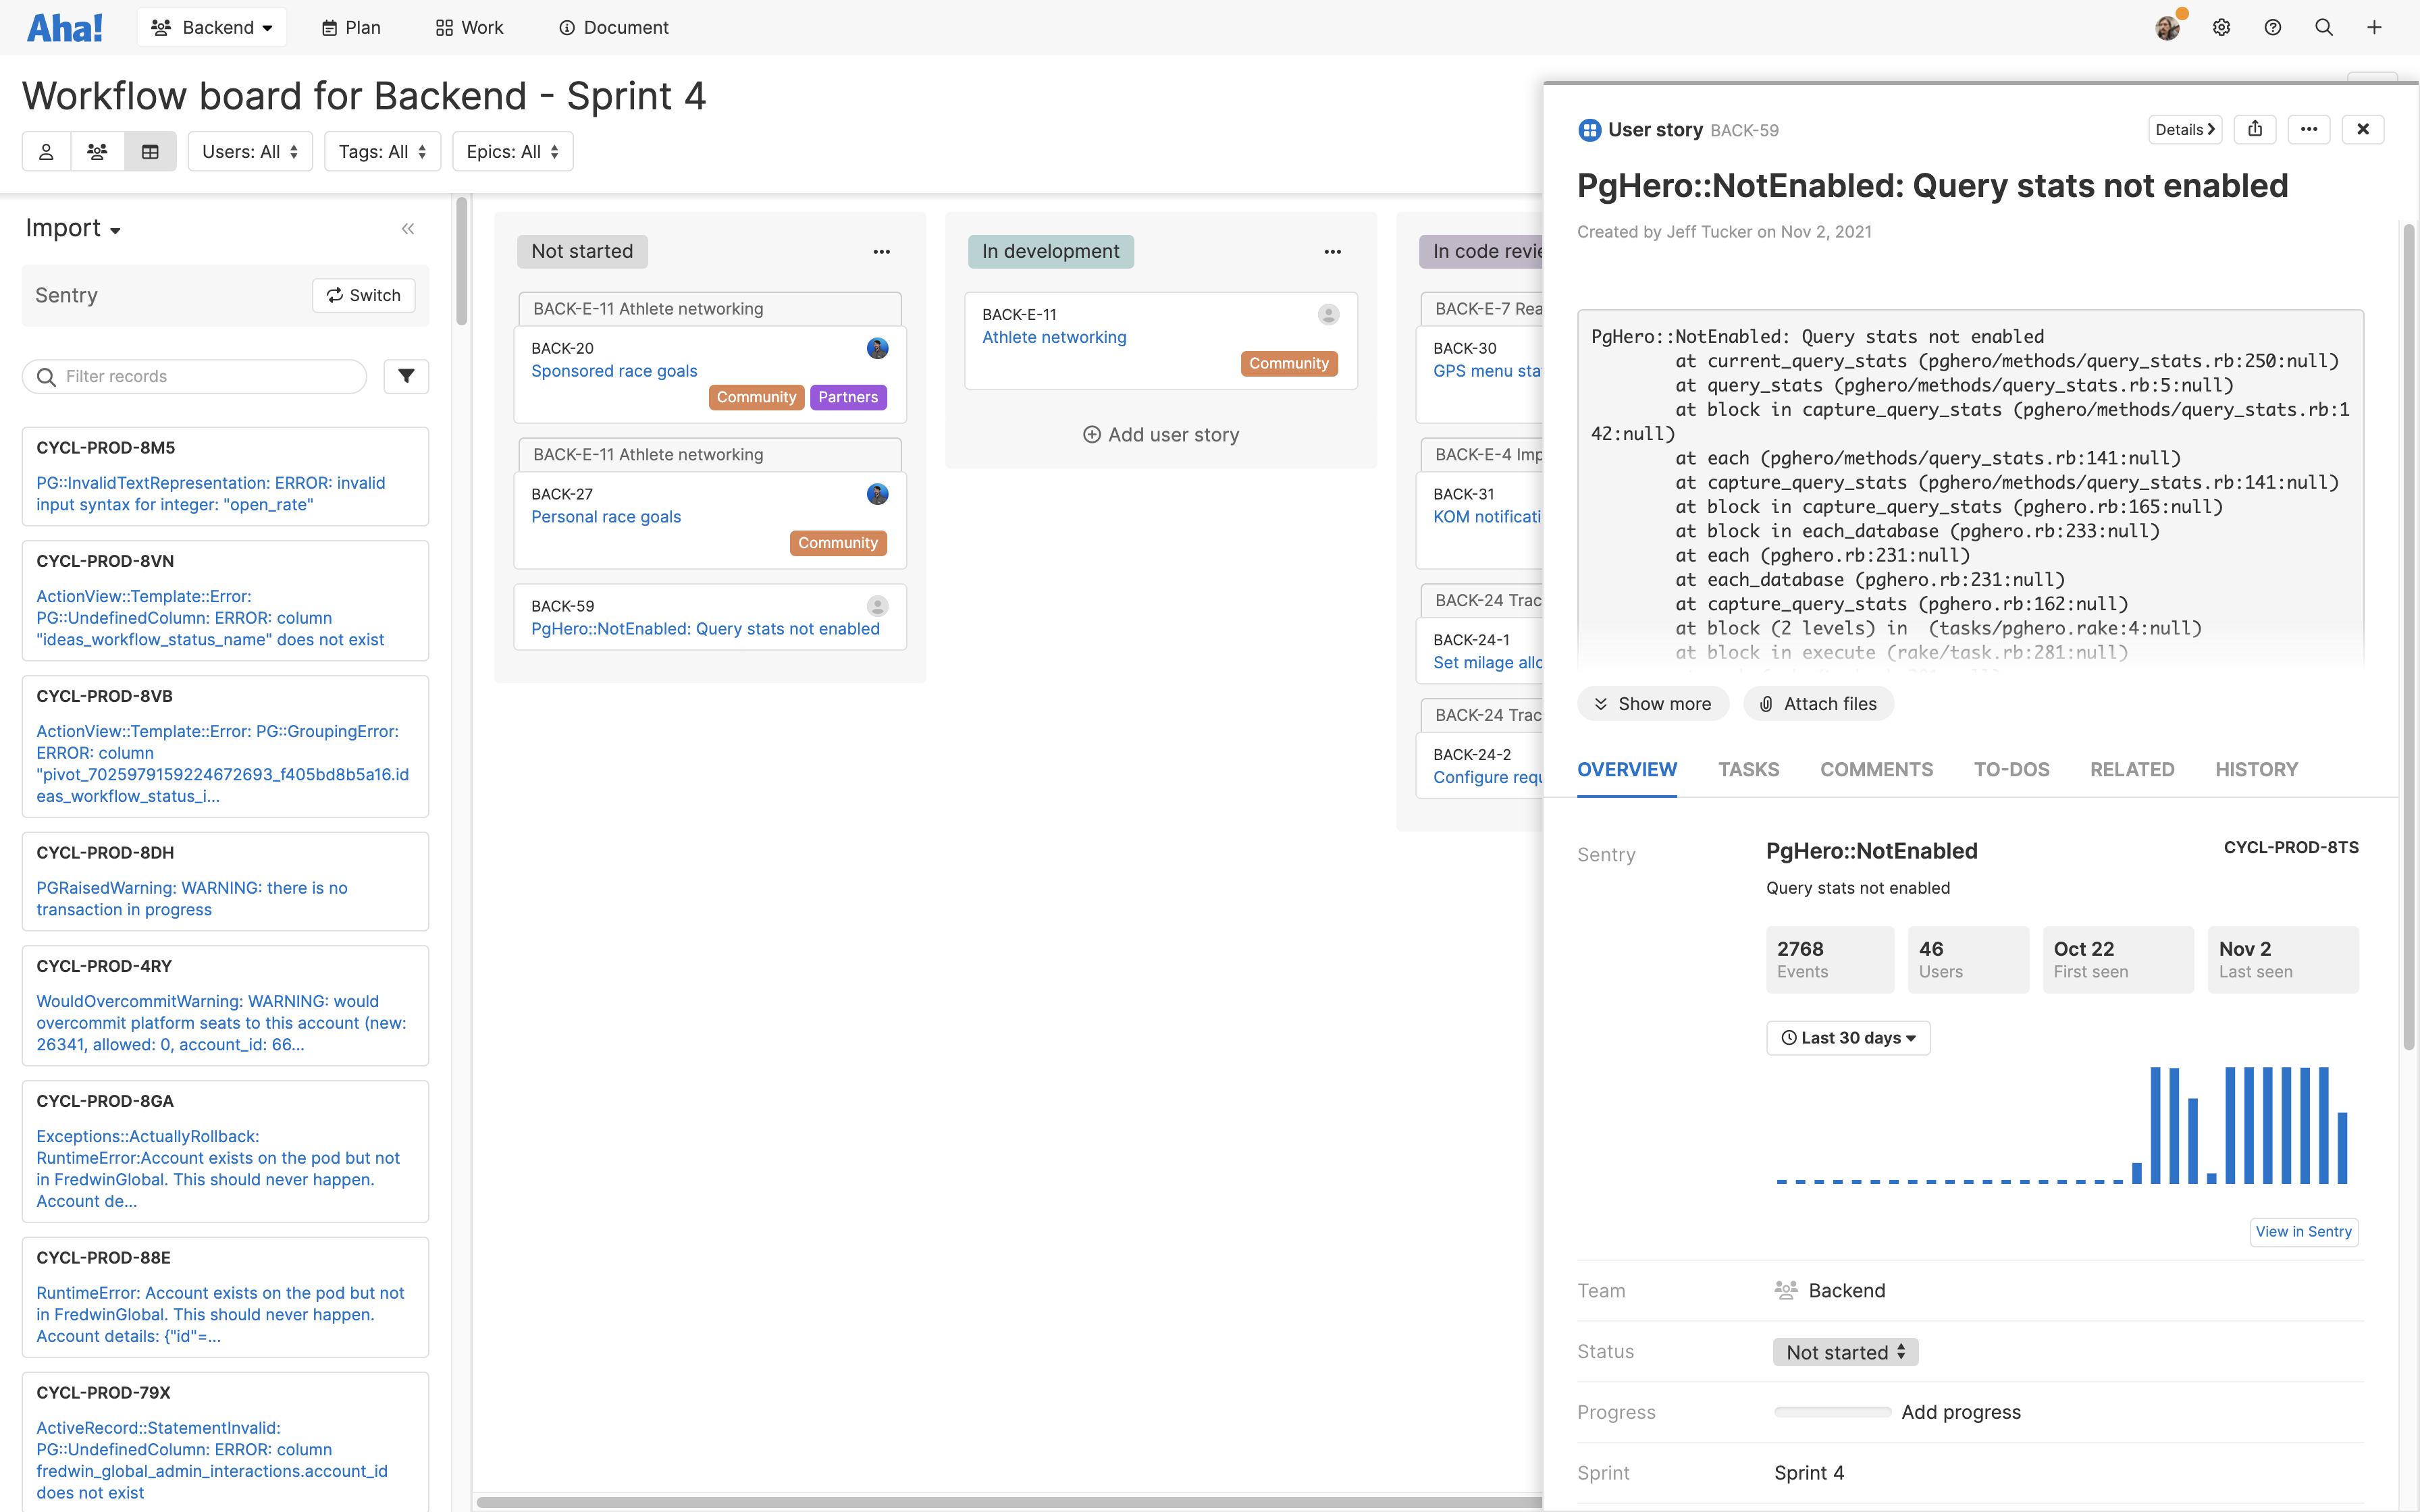 Aha!
Backend
Plan
Work
Document
Workflow board for Backend - Sprint 4
Users: All
Tags: All
Epics: All
Import
Sentry
Switch
Filter records
CYCL-PROD-8M5
PG::InvalidTextRepresentation: ERROR: invalid
input syntax for integer: "open_rate"
CYCL-PROD-8VN
ActionView::Template::Error:
PG::UndefinedColumn: ERROR: column
"ideas_workflow_status_name" does not exist
CYCL-PROD-8VB
ActionView::Template::Error: PG::GroupingError:
ERROR: column
"pivot_7025979159224672693_f405bd8b5a16.id
eas_workflow_status_i...
CYCL-PROD-8DH
PGRaisedWarning: WARNING: there is no
transaction in progress
CYCL-PROD-4RY
WouldOvercommitWarning: WARNING: would
overcommit platform seats to this account (new:
26341, allowed: 0, account_id: 66...
CYCL-PROD-8GA
Exceptions::ActuallyRollback:
RuntimeError:Account exists on the pod but not
in FredwinGlobal. This should never happen.
Account de...
CYCL-PROD-88E
RuntimeError: Account exists on the pod but not
in FredwinGlobal. This should never happen.
Account details: {"id"=...
CYCL-PROD-79X
ActiveRecord::StatementInvalid:
PG::UndefinedColumn: ERROR: column
fredwin_global_admin_interactions.account_id
does not exist
Not started
BACK-E-11 Athlete networking
BACK-20
Sponsored race goals
Community
Partners
BACK-E-11 Athlete networking
BACK-27
Personal race goals
Community
BACK-59
PgHero::NotEnabled: Query stats not enabled
In development
BACK-E-11
Athlete networking
Community
Add user story
In code revie
BACK-E-7 Rea
BACK-30
GPS menu sta
BACK-E-4 Imp
BACK-31
KOM notificati
BACK-24 Trac
BACK-24-1
Set milage allo
BACK-24 Trac
BACK-24-2
Configure requ
User story BACK-59
Details
PgHero::NotEnabled: Query stats not enabled
Created by Jeff Tucker on Nov 2, 2021
PgHero::NotEnabled: Query stats not enabled
at current_query_stats (pghero/methods/query_stats.rb:250:null)
at query_stats (pghero/methods/query_stats.rb:5:null)
at block in capture_query_stats (pghero/methods/query_stats.rb:1
42:null)
at each (pghero/methods/query_stats.rb:141:null)
at capture_query_stats (pghero/methods/query_stats.rb:141:null)
at block in capture_query_stats (pghero.rb:165:null)
at block in each_database (pghero.rb:233:null)
at each (pghero.rb:231:null)
at each_database (pghero.rb:231:null)
at capture_query_stats (pghero.rb:162:null)
at block (2 levels) in  (tasks/pghero.rake:4:null)
at block in execute (rake/task.rb:281:null)
Show more
Attach files
OVERVIEW
TASKS
COMMENTS
TO-DOS
RELATED
HISTORY
Sentry
PgHero::NotEnabled
CYCL-PROD-8TS
Query stats not enabled
2768
Events
46
Users
Oct 22
First seen
Nov 2
Last seen
Last 30 days
View in Sentry
Team
Backend
Status
Not started
Progress
Add progress
Sprint
Sprint 4